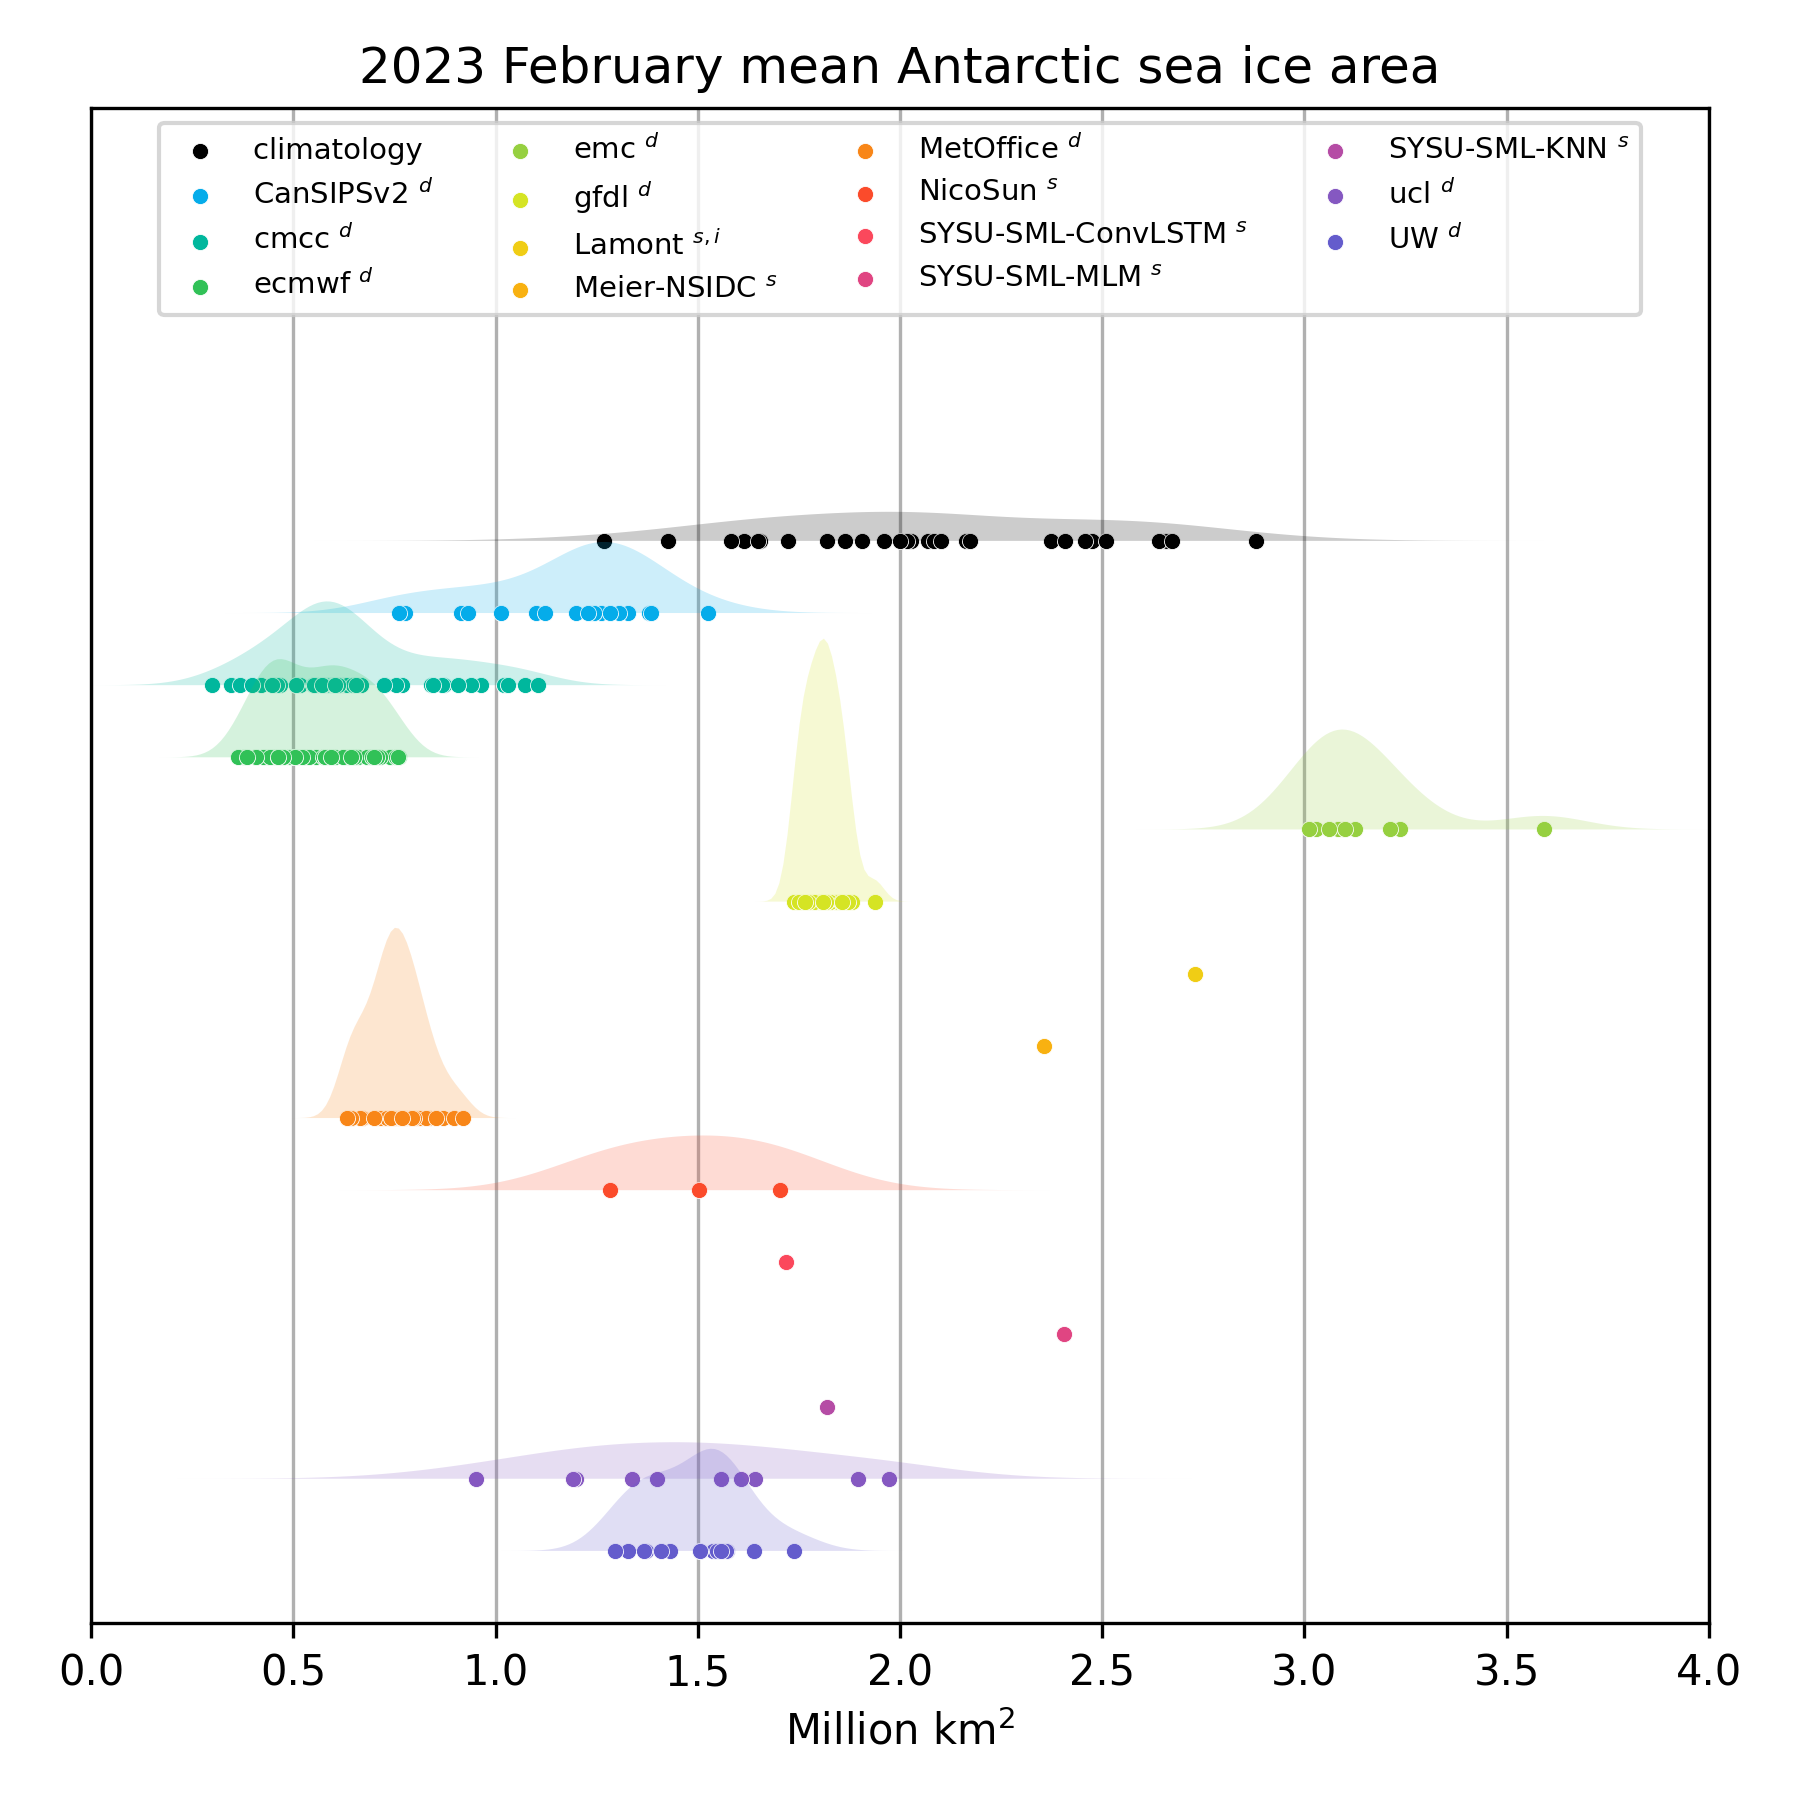 2023 February mean Antarctic sea ice area
climatology
CanSIPSv2 d
cmcc d
ecmwf d
emc d
gfdl d
Lamont s,i
Meier-NSIDC s
MetOffice d
NicoSun s
SYSU-SML-ConvLSTM s
SYSU-SML-MLM s
SYSU-SML-KNN s
ucl d
UW d
0.0 0.5 1.0 1.5 2.0 2.5 3.0 3.5 4.0
Million km²